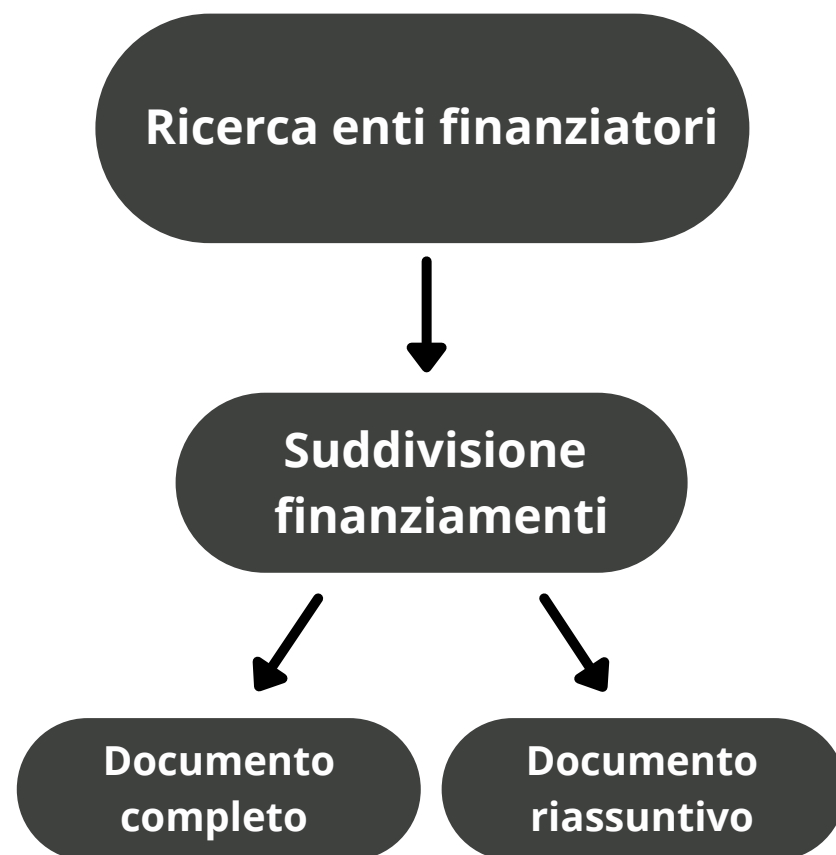 Ricerca enti finanziatori
Suddivisione
finanziamenti
Documento
completo
Documento
riassuntivo